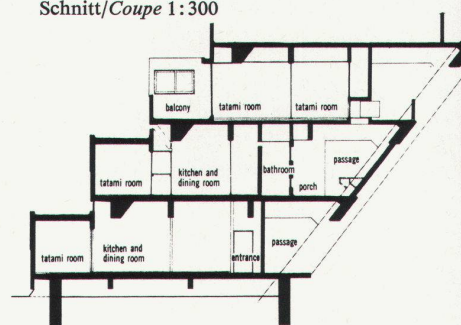 Schnitt/Coupe 1:300
balcony
tatami room
tatami room
tatami room
kitchen and
dining room
bathroom
porch
passage
tatami room
kitchen and
dining room
entrance
passage